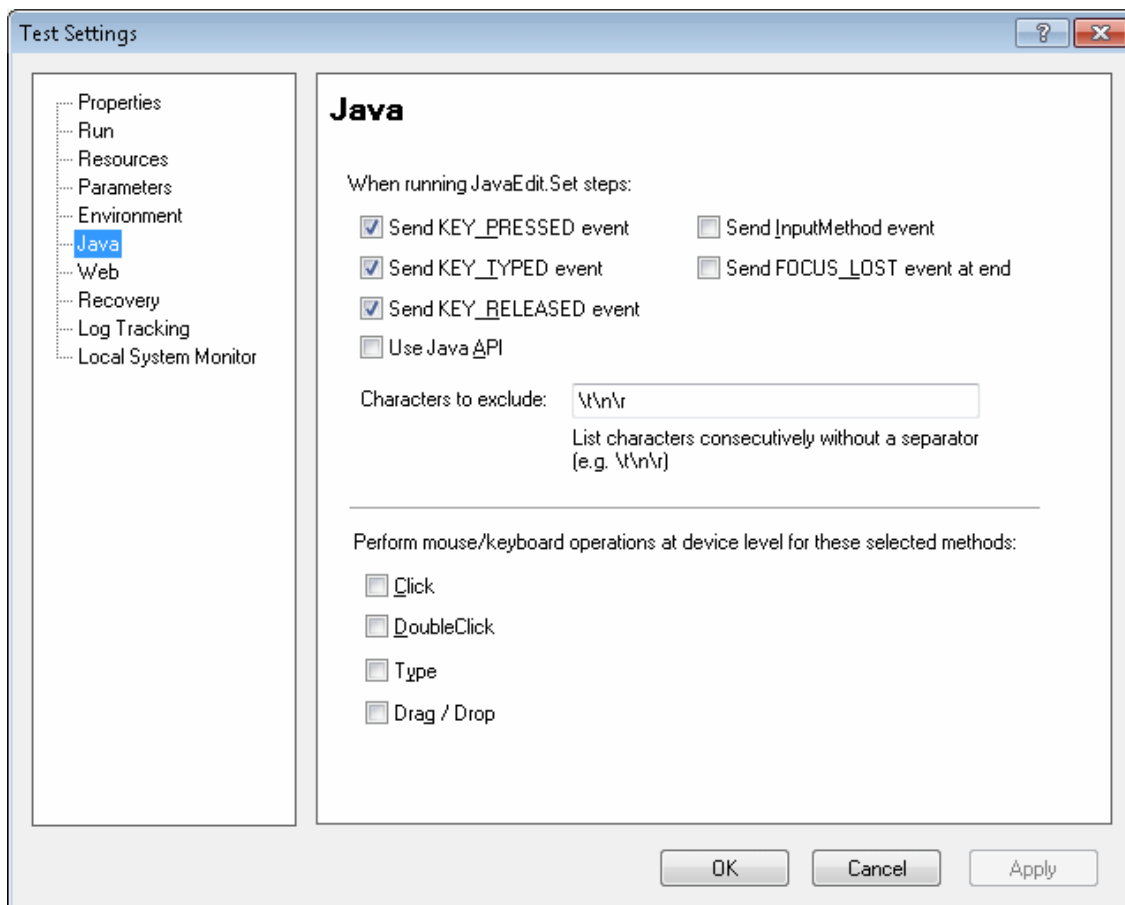 Test Settings
Properties
Run
Resources
Parameters
Environment
Java
Web
Recovery
Log Tracking
Local System Monitor
Java
When running JavaEdit.Set steps:
Send KEY_PRESSED event
Send InputMethod event
Send KEY_TYPED event
Send FOCUS_LOST event at end
Send KEY_RELEASED event
Use Java API
Characters to exclude:
\t\n\r
List characters consecutively without a separator
(e.g. \t\n\r)
Perform mouse/keyboard operations at device level for these selected methods:
Click
DoubleClick
Type
Drag / Drop
OK
Cancel
Apply